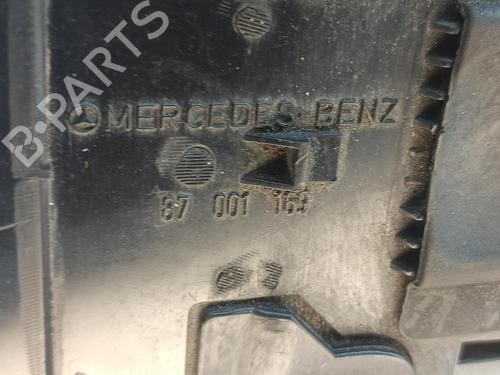 B-PARTS
MERCEDES-BENZ
87 001 169